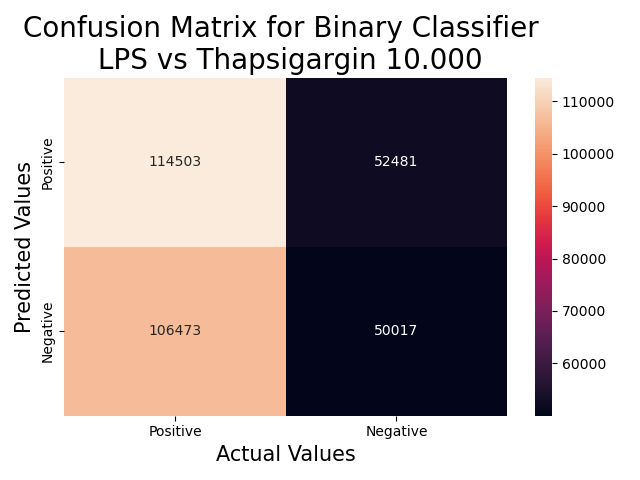 Confusion Matrix for Binary Classifier
LPS vs Thapsigargin 10.000
Predicted Values
Positive
114503
52481
Negative
106473
50017
Positive
Negative
Actual Values
110000
100000
90000
80000
70000
60000